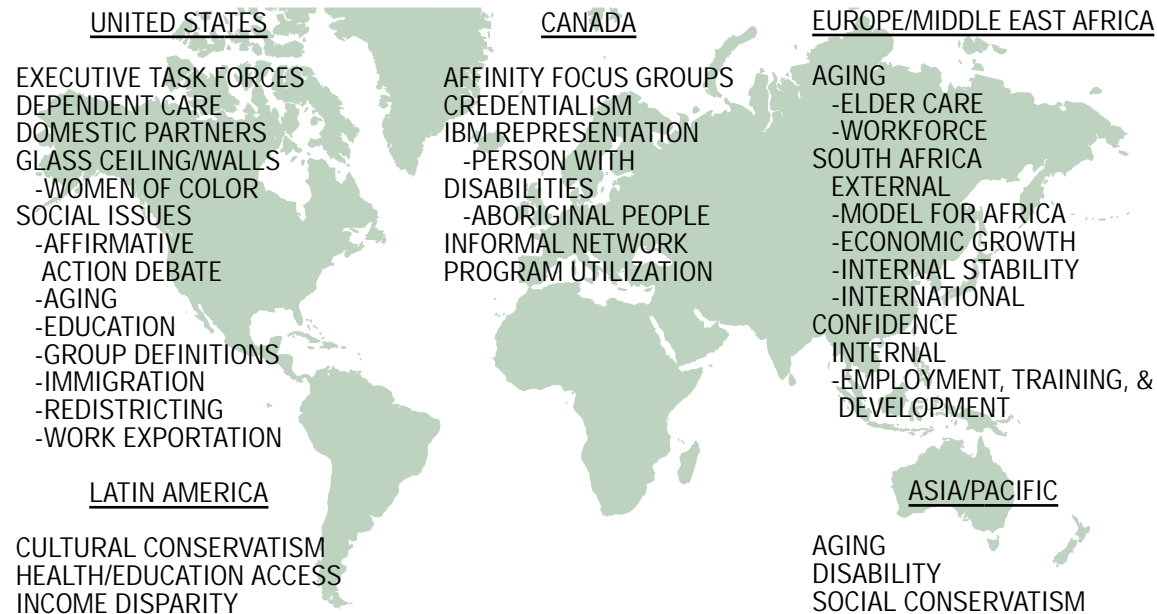 UNITED STATES
EXECUTIVE TASK FORCES
DEPENDENT CARE
DOMESTIC PARTNERS
GLASS CEILING/WALLS
-WOMEN OF COLOR
SOCIAL ISSUES
-AFFIRMATIVE
ACTION DEBATE
-AGING
-EDUCATION
-GROUP DEFINITIONS
-IMMIGRATION
-REDISTRICTING
-WORK EXPORTATION
LATIN AMERICA
CULTURAL CONSERVATISM
HEALTH/EDUCATION ACCESS
INCOME DISPARITY
CANADA
AFFINITY FOCUS GROUPS
CREDENTIALISM
IBM REPRESENTATION
-PERSON WITH
DISABILITIES
-ABORIGINAL PEOPLE
INFORMAL NETWORK
PROGRAM UTILIZATION
EUROPE/MIDDLE EAST AFRICA
AGING
-ELDER CARE
-WORKFORCE
SOUTH AFRICA
EXTERNAL
-MODEL FOR AFRICA
-ECONOMIC GROWTH
-INTERNAL STABILITY
-INTERNATIONAL
CONFIDENCE
INTERNAL
-EMPLOYMENT, TRAINING, &
DEVELOPMENT
ASIA/PACIFIC
AGING
DISABILITY
SOCIAL CONSERVATISM